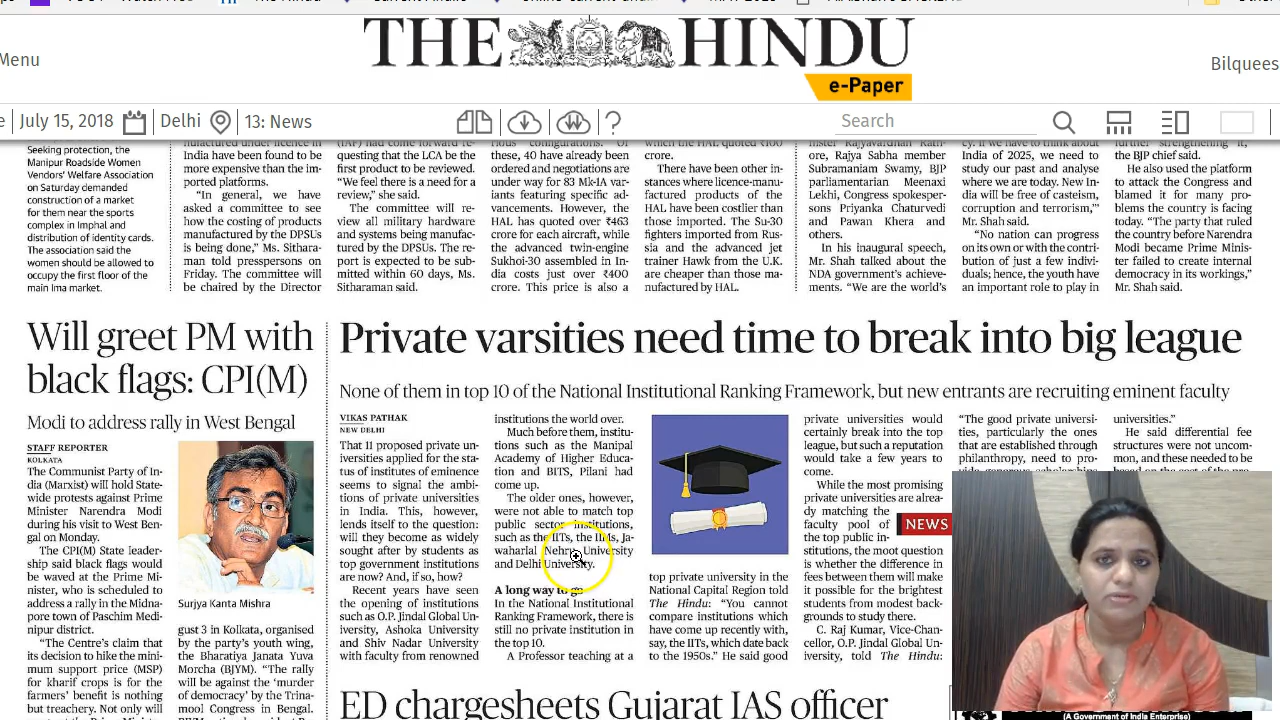 THE HINDU
e-Paper
Menu
Bilquees
July 15, 2018
Delhi
13: News
?
Search
Seeking protection, the
Manipur Roadside Women
Vendors' Welfare Association
on Saturday demanded
construction of a market
for them near the sports
complex in Imphal and
distribution of identity cards.
The association said the
women should be allowed to
occupy the first floor of the
main Ima market.
India have been found to be
more expensive than the im-
ported platforms.
"In general, we have
asked a committee to see
how the costing of products
manufactured by the DPSUs
is being done," Ms. Sithara-
man told presspersons on
Friday. The committee will
be chaired by the Director
questing that the LCA be the
first product to be reviewed.
"We feel there is a need for a
review," she said.
The committee will re-
view all military hardware
and systems being manufac-
tured by the DPSUs. The re-
port is expected to be sub-
mitted within 60 days, Ms.
Sitharaman said.
these, 40 have already been
ordered and negotiations are
under way for 83 Mk-IA var-
iants featuring specific ad-
vancements. However, the
HAL has quoted over ₹463
crore for each aircraft, while
the advanced twin-engine
Sukhoi-30 assembled in In-
dia costs just over ₹400
crore. This price is also a
which the HAL quoted ₹100
crore.
There have been other in-
stances where licence-manu-
factured products of the
HAL have been costlier than
those imported. The Su-30
fighters imported from Rus-
sia and the advanced jet
trainer Hawk from the U.K.
are cheaper than those ma-
nufactured by HAL.
ore, Rajya Sabha member
Subramaniam Swamy, BJP
parliamentarian Meenaxi
Lekhi, Congress spokesper-
sons Priyanka Chaturvedi
and Pawan Khera and
others.
In his inaugural speech,
Mr. Shah talked about the
NDA government's achieve-
ments. "We are the world's
India of 2025, we need to
study our past and analyse
where we are today. New In-
dia will be free of casteism,
corruption and terrorism,"'
Mr. Shah said.
"No nation can progress
on its own or with the contri-
bution of just a few indivi-
duals; hence, the youth have
an important role to play in
further strengthening it,"
the BJP chief said.
He also used the platform
to attack the Congress and
blamed it for many pro-
blems the country is facing
today. "The party that ruled
the country before Narendra
Modi became Prime Minis-
ter failed to create internal
democracy in its workings,"
Mr. Shah said.
Will greet PM with
black flags: CPI(M)
Modi to address rally in West Bengal
STAFF REPORTER
KOLKATA
The Communist Party of In-
dia (Marxist) will hold State-
wide protests against Prime
Minister Narendra Modi
during his visit to West Ben-
gal on Monday.
The CPI(M) State leader-
ship said black flags would
be waved at the Prime Mi-
nister, who is scheduled to
address a rally in the Midna-
pore town of Paschim Medi-
nipur district.
"The Centre's claim that
its decision to hike the mini-
mum support price (MSP)
for kharif crops is for the
farmers' benefit is nothing
but treachery. Not only will
Surjya Kanta Mishra
gust 3 in Kolkata, organised
by the party's youth wing,
the Bharatiya Janata Yuva
Morcha (BJYM). "The rally
will be against the 'murder
of democracy' by the Trina-
mool Congress in Bengal.
Private varsities need time to break into big league
None of them in top 10 of the National Institutional Ranking Framework, but new entrants are recruiting eminent faculty
VIKAS PATHAK
NEW DELHI
That 11 proposed private un-
iversities applied for the sta-
tus of institutes of eminence
seems to signal the ambi-
tions of private universities
in India. This, however,
lends itself to the question:
will they become as widely
sought after by students as
top government institutions
are now? And, if so, how?
Recent years have seen
the opening of institutions
such as O.P. Jindal Global Un-
iversity, Ashoka University
and Shiv Nadar University
with faculty from renowned
institutions the world over.
Much before them, institu-
tions such as the Manipal
Academy of Higher Educa-
tion and BITS, Pilani had
come up.
The older ones, however,
were not able to match top
public sector institutions,
such as the IITs, the IIMs, Ja-
waharlal Nehru University
and Delhi University.
A long way to go
In the National Institutional
Ranking Framework, there is
still no private institution in
the top 10.
A Professor teaching at a
top private university in the
National Capital Region told
The Hindu: "You cannot
compare institutions which
have come up recently with,
say, the IITs, which date back
to the 1950s." He said good
private universities would
certainly break into the top
league, but such a reputation
would take a few years to
come.
While the most promising
private universities are alrea-
dy matching the
faculty pool of
the top public in-
stitutions, the moot question
is whether the difference in
fees between them will make
it possible for the brightest
students from modest back-
grounds to study there.
C. Raj Kumar, Vice-Chan-
cellor, O.P. Jindal Global Un-
iversity, told The Hindu:
"The good private universi-
ties, particularly the ones
that are established through
philanthropy, need to pro-
vide generous scholarships
universities."
He said differential fee
structures were not uncom-
mon, and these needed to be
NEWS
ED chargesheets Gujarat IAS officer
(A Government of India Enterprise)